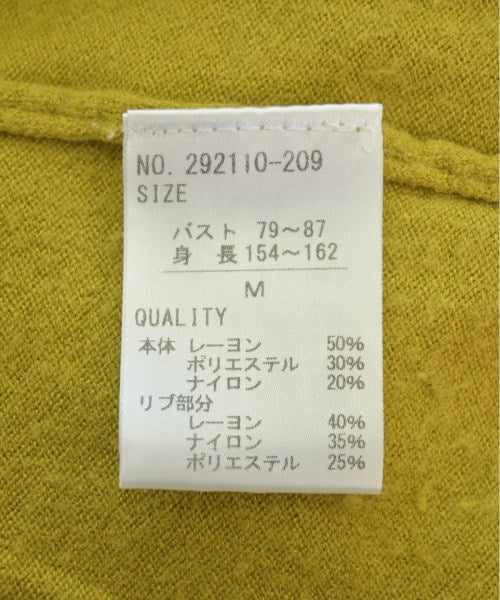 NO. 292110-209
SIZE
バスト 79～87
身 長 154～162
M
QUALITY
本体 レーヨン 50%
ポリエステル 30%
ナイロン 20%
リブ部分
レーヨン 40%
ナイロン 35%
ポリエステル 25%